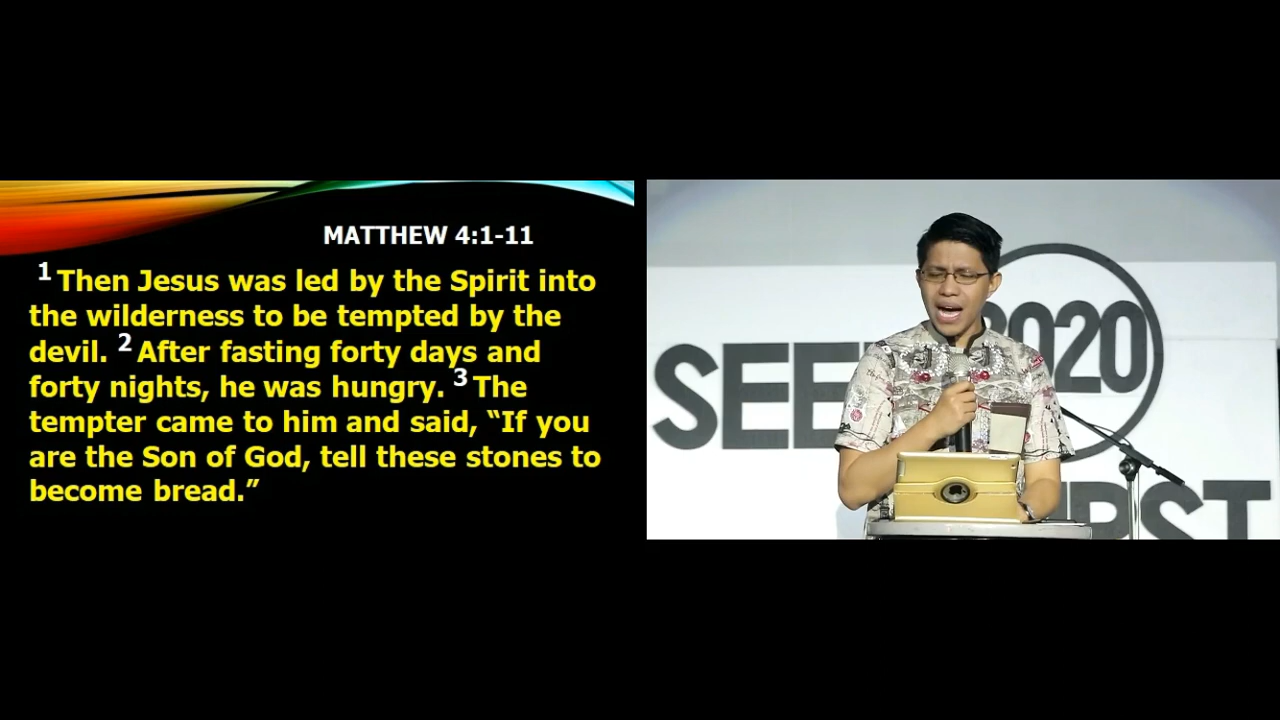 MATTHEW 4:1-11
1 Then Jesus was led by the Spirit into
the wilderness to be tempted by the
devil. 2 After fasting forty days and
forty nights, he was hungry. 3 The
tempter came to him and said, “If you
are the Son of God, tell these stones to
become bread.”
2020